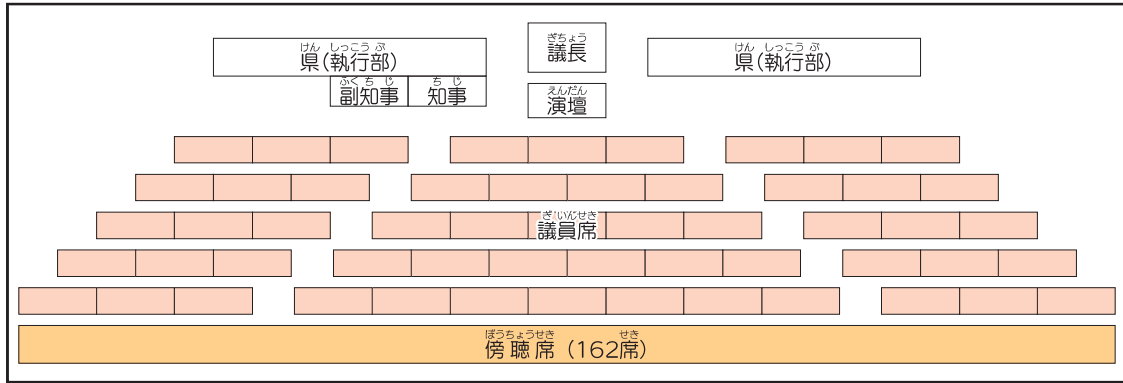 けん しっこう ぶ
県(執行部)
ぎちょう
議長
けん しっこう ぶ
県(執行部)
ふく ち じ
副知事
ち じ
知事
えんだん
演壇
ぎ いんせき
議員席
ぼうちょうせき せき
傍聴席(162席)